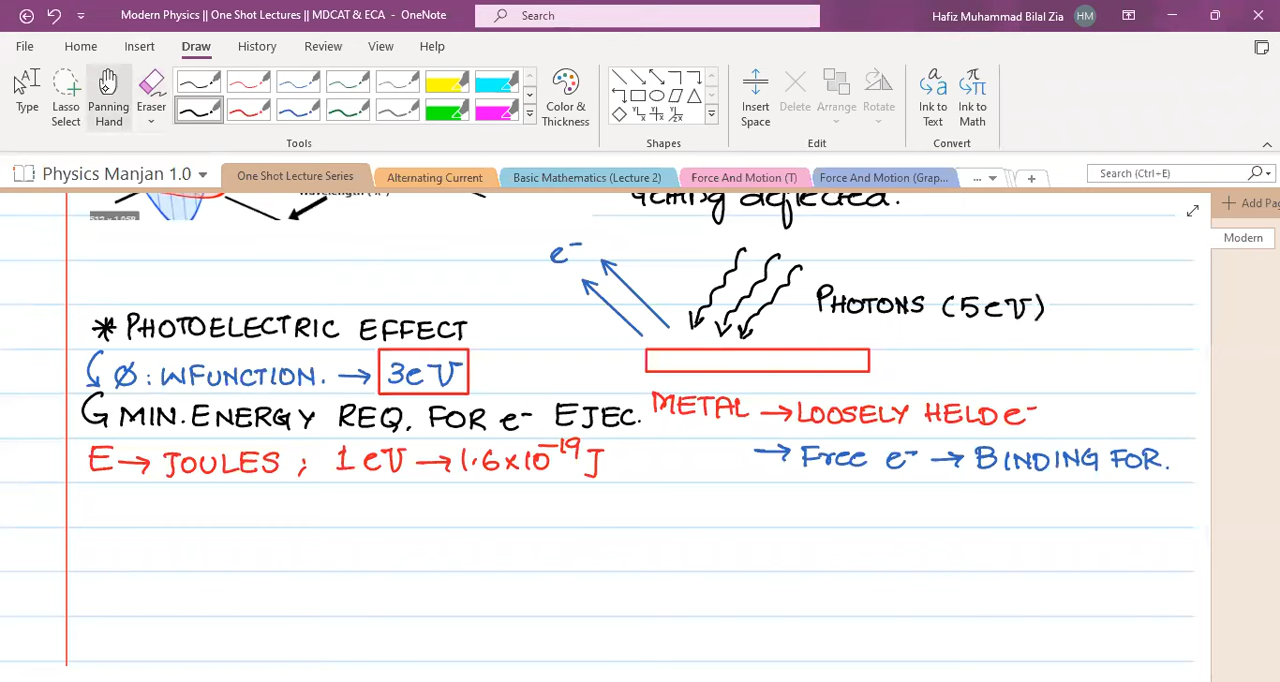 Modern Physics || One Shot Lectures || MDCAT & ECA - OneNote
Search
Hafiz Muhammad Bilal Zia
HM
File Home Insert Draw History Review View Help
Type
Lasso Select
Panning Hand
Eraser
Color & Thickness
Insert Space
Delete
Arrange
Rotate
Ink to Text
Ink to Math
Tools
Shapes
Edit
Convert
Physics Manjan 1.0
One Shot Lecture Series
Alternating Current
Basic Mathematics (Lecture 2)
Force And Motion (T)
Force And Motion (Grap...
...
Search (Ctrl+E)
Add Pag
Modern
deflected.
e⁻
PHOTONS (5eV)
* PHOTOELECTRIC EFFECT
Ø : WFUNCTION. → 3eV
MIN. ENERGY REQ. FOR e⁻ EJEC.
METAL → LOOSELY HELD e⁻
E → JOULES ; 1eV → 1.6×10⁻¹⁹J
→ Free e⁻ → BINDING FOR.